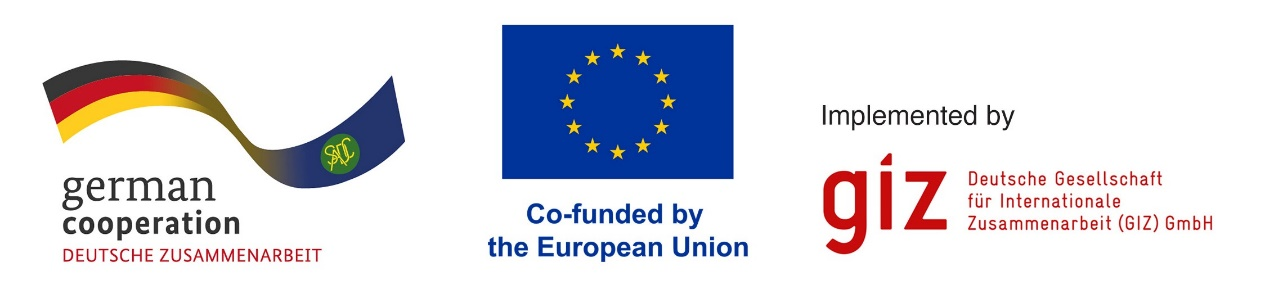 SADC
german
cooperation
DEUTSCHE ZUSAMMENARBEIT
Co-funded by
the European Union
Implemented by
giz
Deutsche Gesellschaft
für Internationale
Zusammenarbeit (GIZ) GmbH